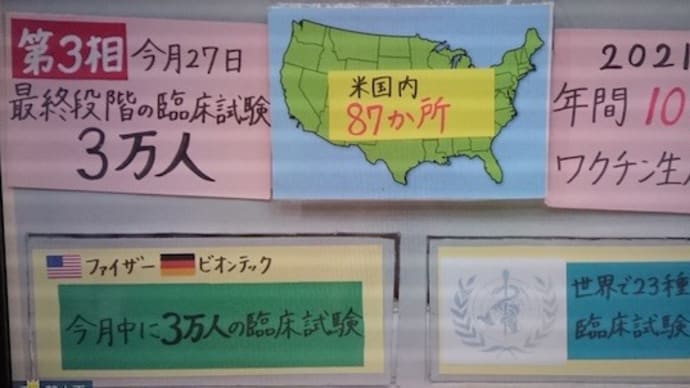 第3相 今月27日
最終段階の臨床試験
3万人
米国内
87か所
2021
年間10
ワクチン生
ファイザー ビオンテック
今月中に3万人の臨床試験
世界で23種
臨床試験